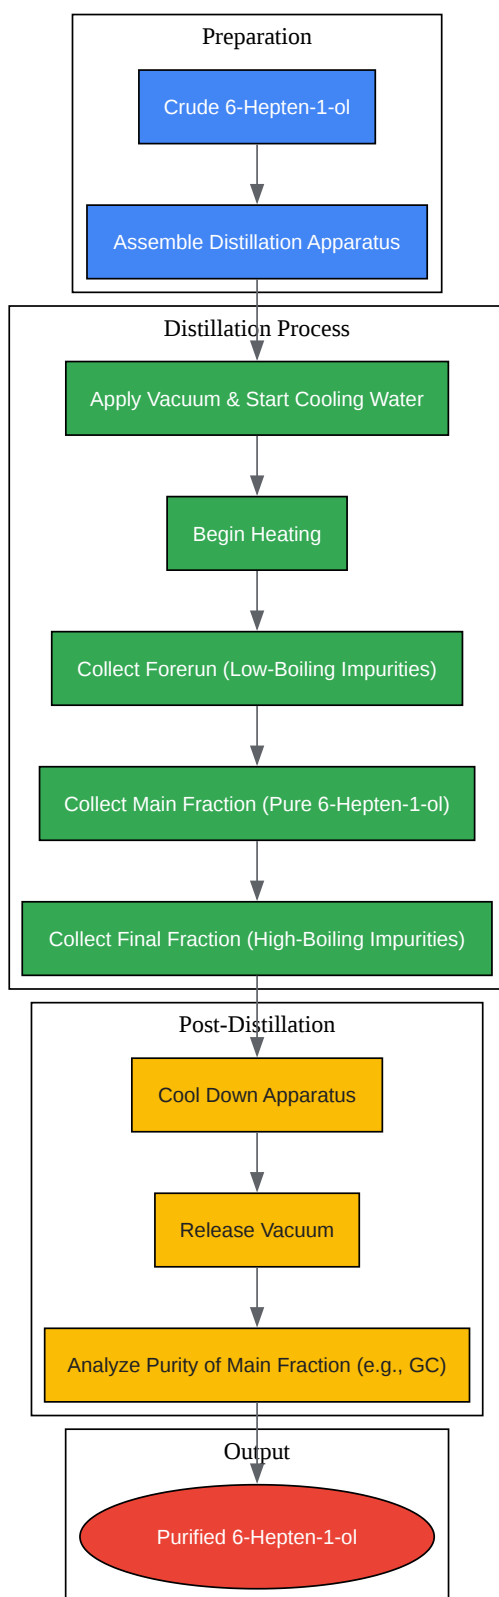 Preparation
Crude 6-Hepten-1-ol
Assemble Distillation Apparatus
Distillation Process
Apply Vacuum & Start Cooling Water
Begin Heating
Collect Forerun (Low-Boiling Impurities)
Collect Main Fraction (Pure 6-Hepten-1-ol)
Collect Final Fraction (High-Boiling Impurities)
Post-Distillation
Cool Down Apparatus
Release Vacuum
Analyze Purity of Main Fraction (e.g., GC)
Output
Purified 6-Hepten-1-ol